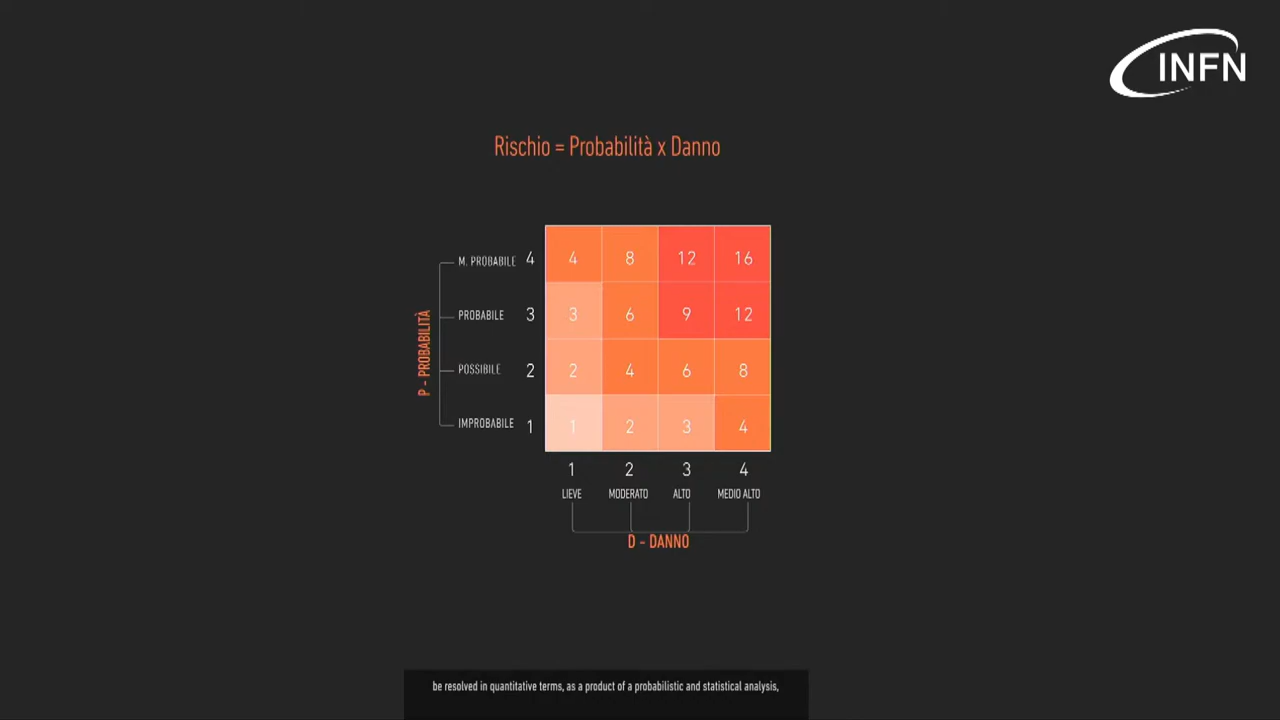 INFN
Rischio = Probabilità x Danno
M. PROBABILE 4 4 8 12 16
PROBABILE 3 3 6 9 12
POSSIBILE 2 2 4 6 8
IMPROBABILE 1 1 2 3 4
P - PROBABILITÀ
1 2 3 4
LIEVE MODERATO ALTO MEDIO ALTO
D - DANNO
be resolved in quantitative terms, as a product of a probabilistic and statistical analysis,